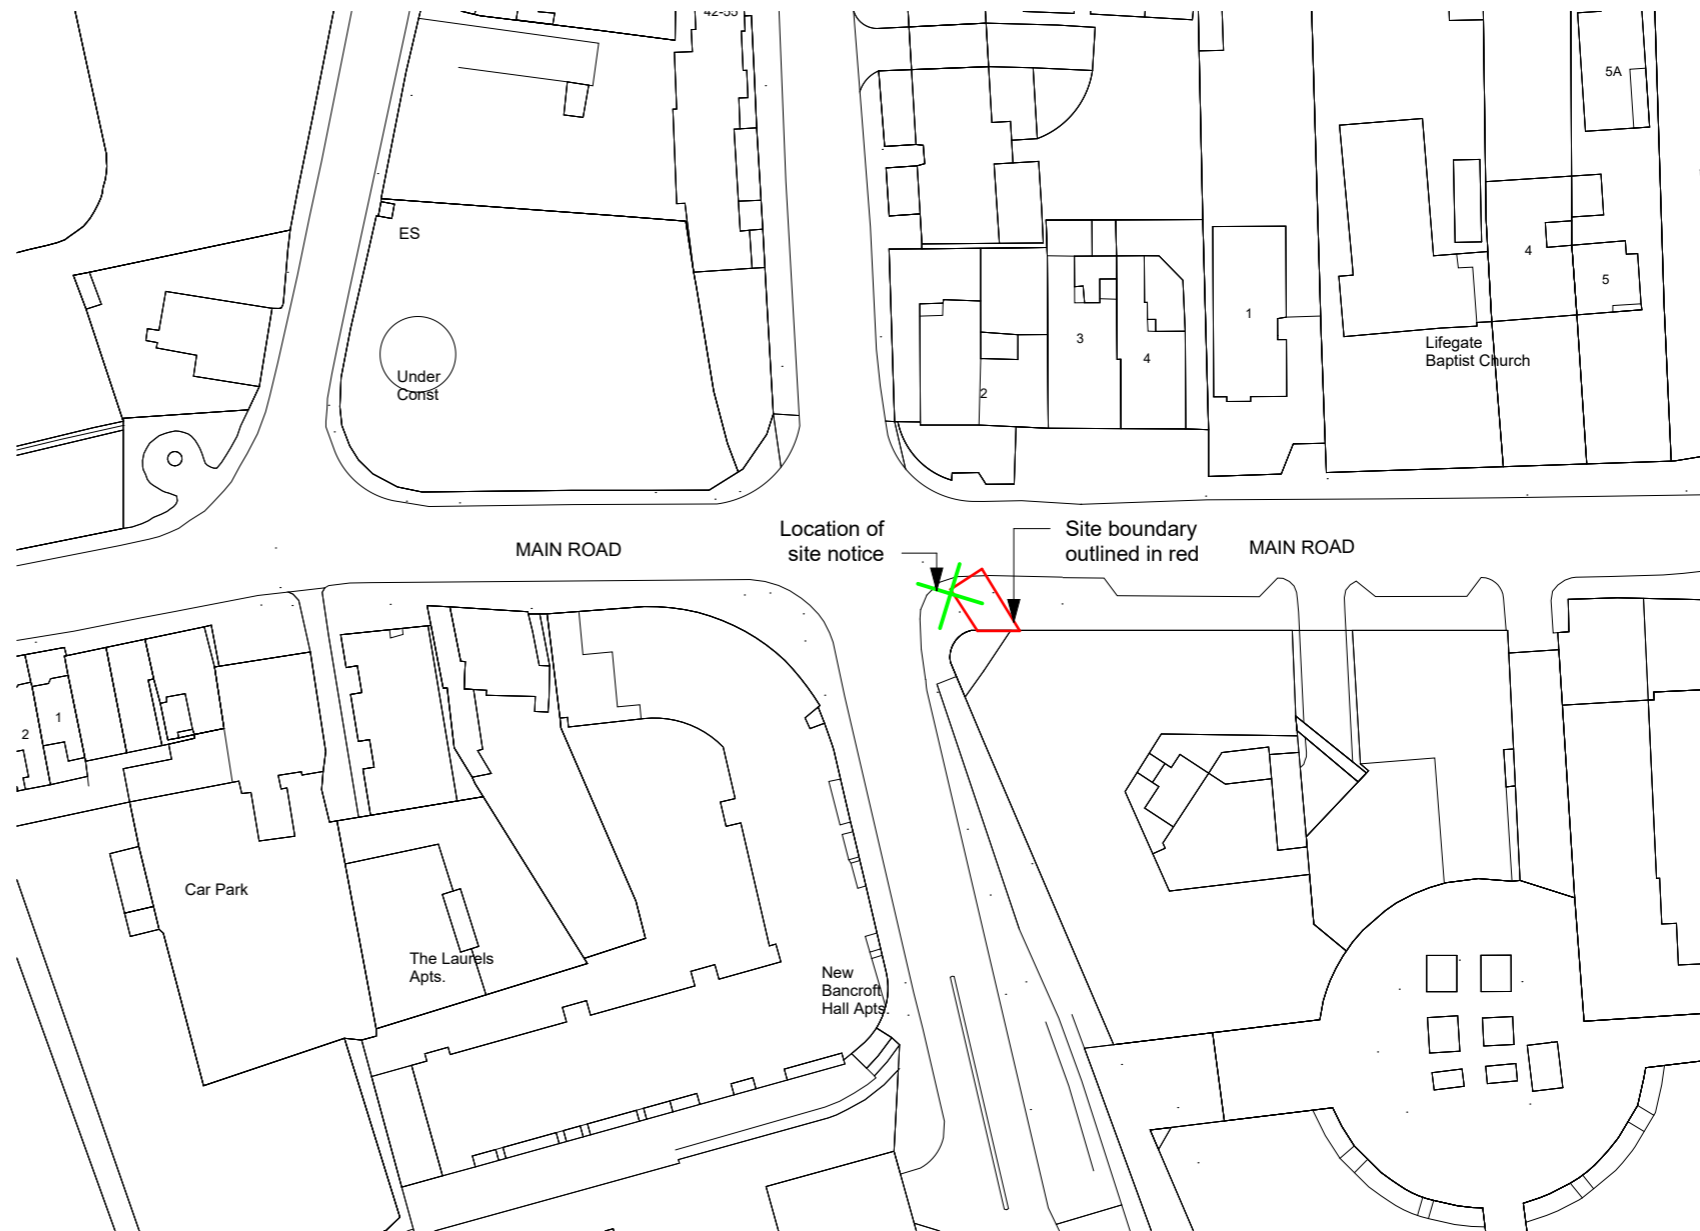 42-55
5A
ES
4
5
1
3
4
2
Under
Const
Lifegate
Baptist Church
Location of
site notice
Site boundary
outlined in red
MAIN ROAD
MAIN ROAD
1
2
Car Park
The Laurels
Apts.
New
Bancroft
Hall Apts.